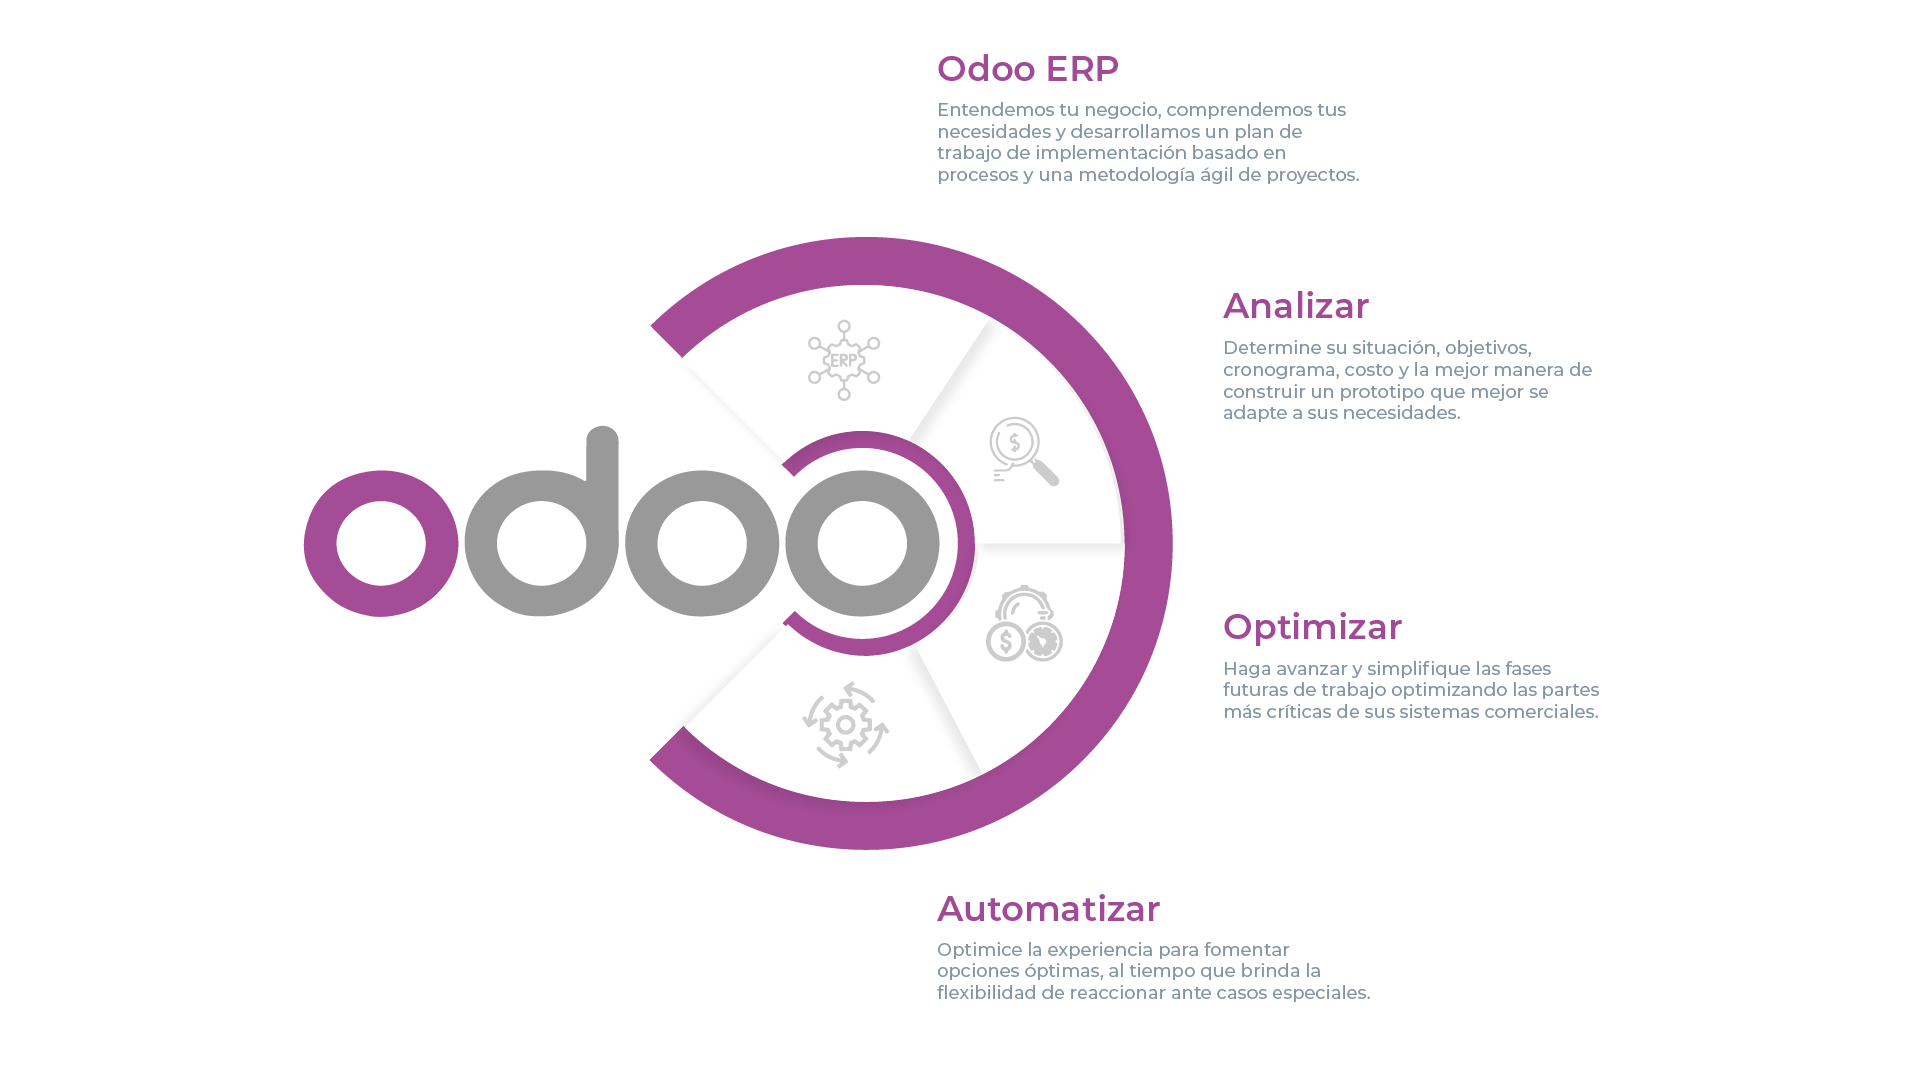 Odoo ERP
Entendemos tu negocio, comprendemos tus
necesidades y desarrollamos un plan de
trabajo de implementación basado en
procesos y una metodología ágil de proyectos.
ERP
Analizar
Determine su situación, objetivos,
cronograma, costo y la mejor manera de
construir un prototipo que mejor se
adapte a sus necesidades.
$
odoo
Optimizar
Haga avanzar y simplifique las fases
futuras de trabajo optimizando las partes
más críticas de sus sistemas comerciales.
$
Automatizar
Optimice la experiencia para fomentar
opciones óptimas, al tiempo que brinda la
flexibilidad de reaccionar ante casos especiales.